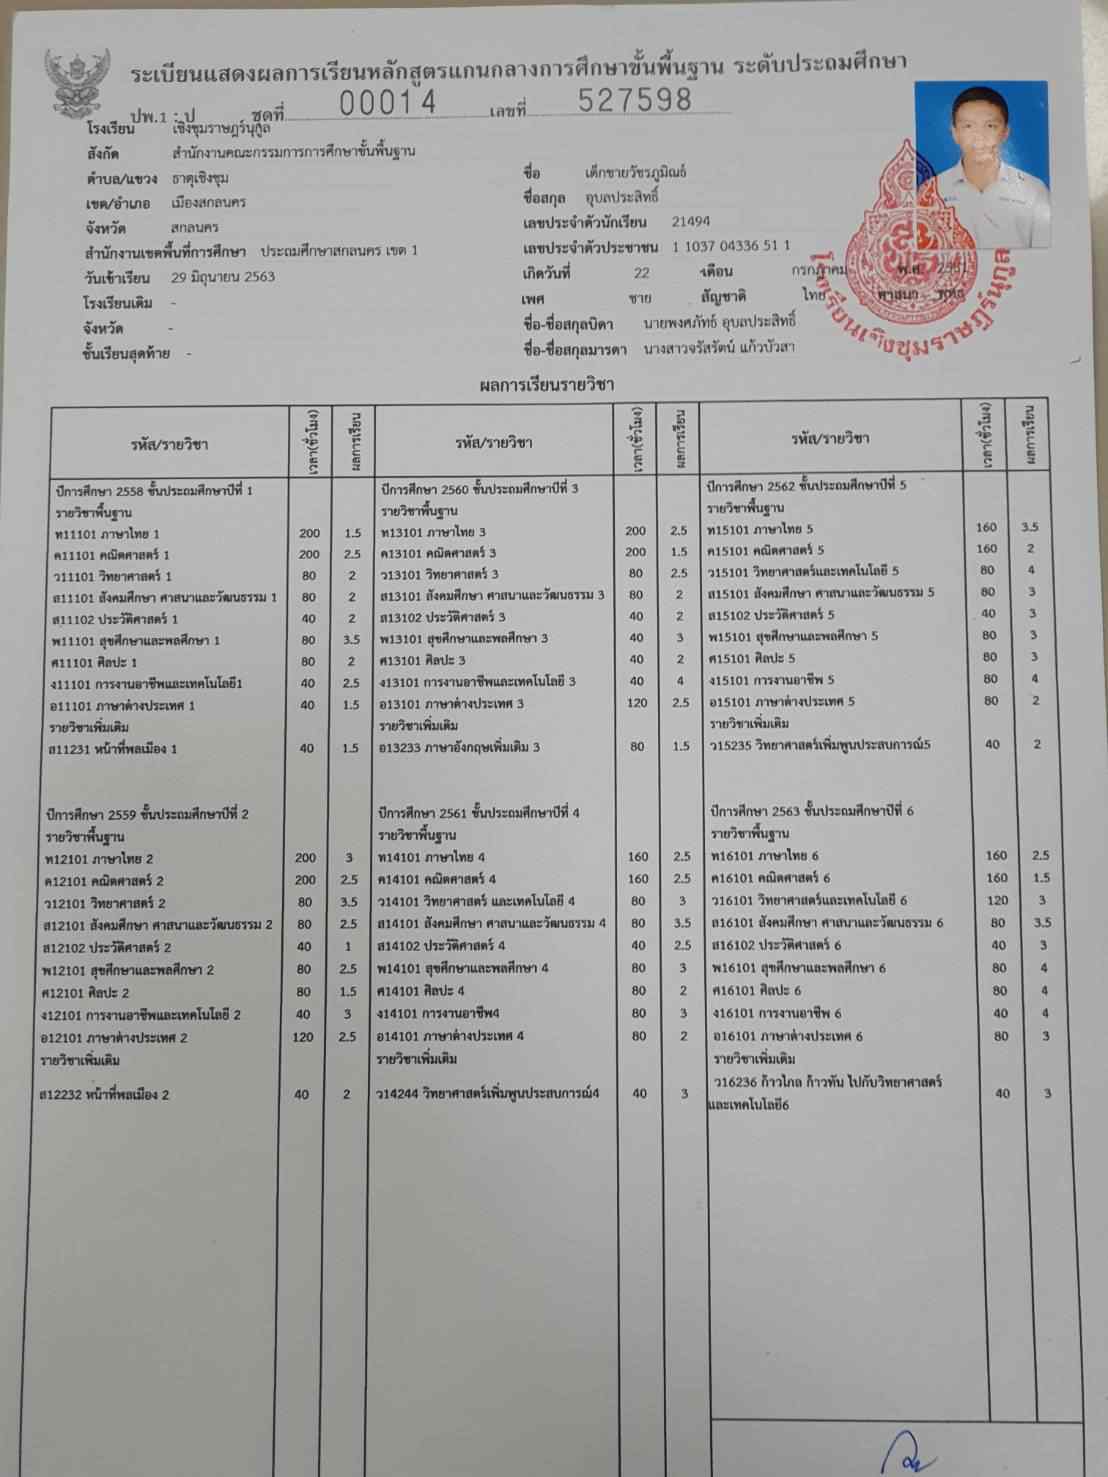 ระเบียนแสดงผลการเรียนหลักสูตรแกนกลางการศึกษาขั้นพื้นฐาน ระดับประถมศึกษา
ปพ.1 : ป ชุดที่ 00014 เลขที่ 527598
โรงเรียน เชิงชุมราษฎร์นุกูล
สังกัด สำนักงานคณะกรรมการการศึกษาขั้นพื้นฐาน
ตำบล/แขวง ธาตุเชิงชุม
เขต/อำเภอ เมืองสกลนคร
จังหวัด สกลนคร
สำนักงานเขตพื้นที่การศึกษา ประถมศึกษาสกลนคร เขต 1
วันเข้าเรียน 29 มิถุนายน 2563
โรงเรียนเดิม -
จังหวัด -
ชั้นเรียนสุดท้าย -
ชื่อ เด็กชายวัชรภูมิณธ์
ชื่อสกุล อุบลประสิทธิ์
เลขประจำตัวนักเรียน 21494
เลขประจำตัวประชาชน 1 1037 04336 51 1
เกิดวันที่ 22 เดือน กรกฎาคม พ.ศ. 2551
เพศ ชาย สัญชาติ ไทย ศาสนา พุทธ
ชื่อ-ชื่อสกุลบิดา นายพงศภัทธ์ อุบลประสิทธิ์
ชื่อ-ชื่อสกุลมารดา นางสาวจรัสรัตน์ แก้วบัวสา
โรงเรียนเชิงชุมราษฎร์นุกูล
ผลการเรียนรายวิชา
รหัส/รายวิชา เวลา(ชั่วโมง) ผลการเรียน รหัส/รายวิชา เวลา(ชั่วโมง) ผลการเรียน รหัส/รายวิชา เวลา(ชั่วโมง) ผลการเรียน
ปีการศึกษา 2558 ชั้นประถมศึกษาปีที่ 1
รายวิชาพื้นฐาน
ท11101 ภาษาไทย 1 200 1.5
ค11101 คณิตศาสตร์ 1 200 2.5
ว11101 วิทยาศาสตร์ 1 80 2
ส11101 สังคมศึกษา ศาสนาและวัฒนธรรม 1 80 2
ส11102 ประวัติศาสตร์ 1 40 2
พ11101 สุขศึกษาและพลศึกษา 1 80 3.5
ศ11101 ศิลปะ 1 80 2
ง11101 การงานอาชีพและเทคโนโลยี1 40 2.5
อ11101 ภาษาต่างประเทศ 1 40 1.5
รายวิชาเพิ่มเติม
ส11231 หน้าที่พลเมือง 1 40 1.5
ปีการศึกษา 2559 ชั้นประถมศึกษาปีที่ 2
รายวิชาพื้นฐาน
ท12101 ภาษาไทย 2 200 3
ค12101 คณิตศาสตร์ 2 200 2.5
ว12101 วิทยาศาสตร์ 2 80 3.5
ส12101 สังคมศึกษา ศาสนาและวัฒนธรรม 2 80 2.5
ส12102 ประวัติศาสตร์ 2 40 1
พ12101 สุขศึกษาและพลศึกษา 2 80 2.5
ศ12101 ศิลปะ 2 80 1.5
ง12101 การงานอาชีพและเทคโนโลยี 2 40 3
อ12101 ภาษาต่างประเทศ 2 120 2.5
รายวิชาเพิ่มเติม
ส12232 หน้าที่พลเมือง 2 40 2
ปีการศึกษา 2560 ชั้นประถมศึกษาปีที่ 3
รายวิชาพื้นฐาน
ท13101 ภาษาไทย 3 200 2.5
ค13101 คณิตศาสตร์ 3 200 1.5
ว13101 วิทยาศาสตร์ 3 80 2.5
ส13101 สังคมศึกษา ศาสนาและวัฒนธรรม 3 80 2
ส13102 ประวัติศาสตร์ 3 40 2
พ13101 สุขศึกษาและพลศึกษา 3 40 3
ศ13101 ศิลปะ 3 40 2
ง13101 การงานอาชีพและเทคโนโลยี 3 40 4
อ13101 ภาษาต่างประเทศ 3 120 2.5
รายวิชาเพิ่มเติม
อ13233 ภาษาอังกฤษเพิ่มเติม 3 80 1.5
ปีการศึกษา 2561 ชั้นประถมศึกษาปีที่ 4
รายวิชาพื้นฐาน
ท14101 ภาษาไทย 4 160 2.5
ค14101 คณิตศาสตร์ 4 160 2.5
ว14101 วิทยาศาสตร์ และเทคโนโลยี 4 80 3
ส14101 สังคมศึกษา ศาสนาและวัฒนธรรม 4 80 3.5
ส14102 ประวัติศาสตร์ 4 40 2.5
พ14101 สุขศึกษาและพลศึกษา 4 80 3
ศ14101 ศิลปะ 4 80 2
ง14101 การงานอาชีพ4 80 3
อ14101 ภาษาต่างประเทศ 4 80 2
รายวิชาเพิ่มเติม
ว14244 วิทยาศาสตร์เพิ่มพูนประสบการณ์4 40 3
ปีการศึกษา 2562 ชั้นประถมศึกษาปีที่ 5
รายวิชาพื้นฐาน
ท15101 ภาษาไทย 5 160 3.5
ค15101 คณิตศาสตร์ 5 160 2
ว15101 วิทยาศาสตร์และเทคโนโลยี 5 80 4
ส15101 สังคมศึกษา ศาสนาและวัฒนธรรม 5 80 3
ส15102 ประวัติศาสตร์ 5 40 3
พ15101 สุขศึกษาและพลศึกษา 5 80 3
ศ15101 ศิลปะ 5 80 3
ง15101 การงานอาชีพ 5 80 4
อ15101 ภาษาต่างประเทศ 5 80 2
รายวิชาเพิ่มเติม
ว15235 วิทยาศาสตร์เพิ่มพูนประสบการณ์5 40 2
ปีการศึกษา 2563 ชั้นประถมศึกษาปีที่ 6
รายวิชาพื้นฐาน
ท16101 ภาษาไทย 6 160 2.5
ค16101 คณิตศาสตร์ 6 160 1.5
ว16101 วิทยาศาสตร์และเทคโนโลยี 6 120 3
ส16101 สังคมศึกษา ศาสนาและวัฒนธรรม 6 80 3.5
ส16102 ประวัติศาสตร์ 6 40 3
พ16101 สุขศึกษาและพลศึกษา 6 80 4
ศ16101 ศิลปะ 6 80 4
ง16101 การงานอาชีพ 6 40 4
อ16101 ภาษาต่างประเทศ 6 80 3
รายวิชาเพิ่มเติม
ว16236 ก้าวไกล ก้าวทัน ไปกับวิทยาศาสตร์
และเทคโนโลยี6 40 3